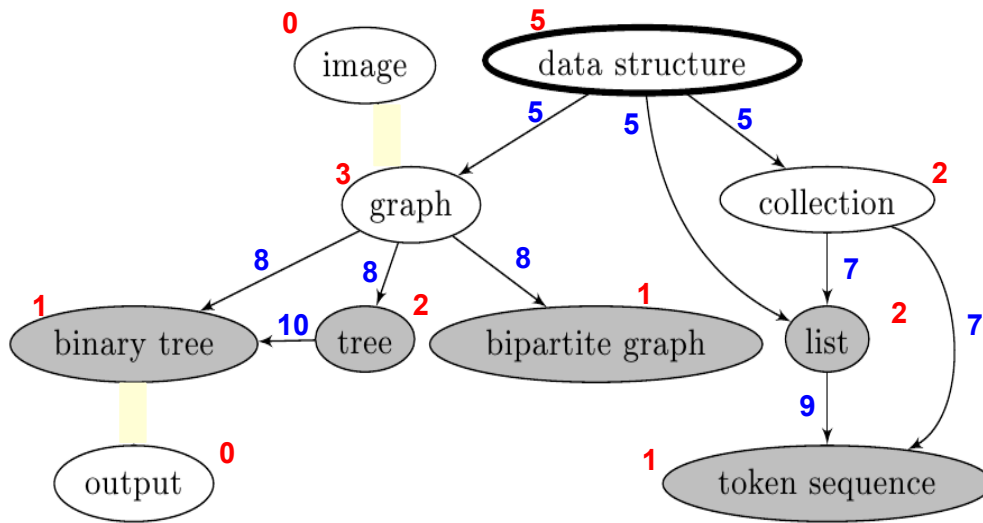 0
image
5
data structure
5
5
5
3
graph
2
collection
8
8
8
7
7
1
binary tree
10
tree
2
1
bipartite graph
list
2
9
0
output
1
token sequence